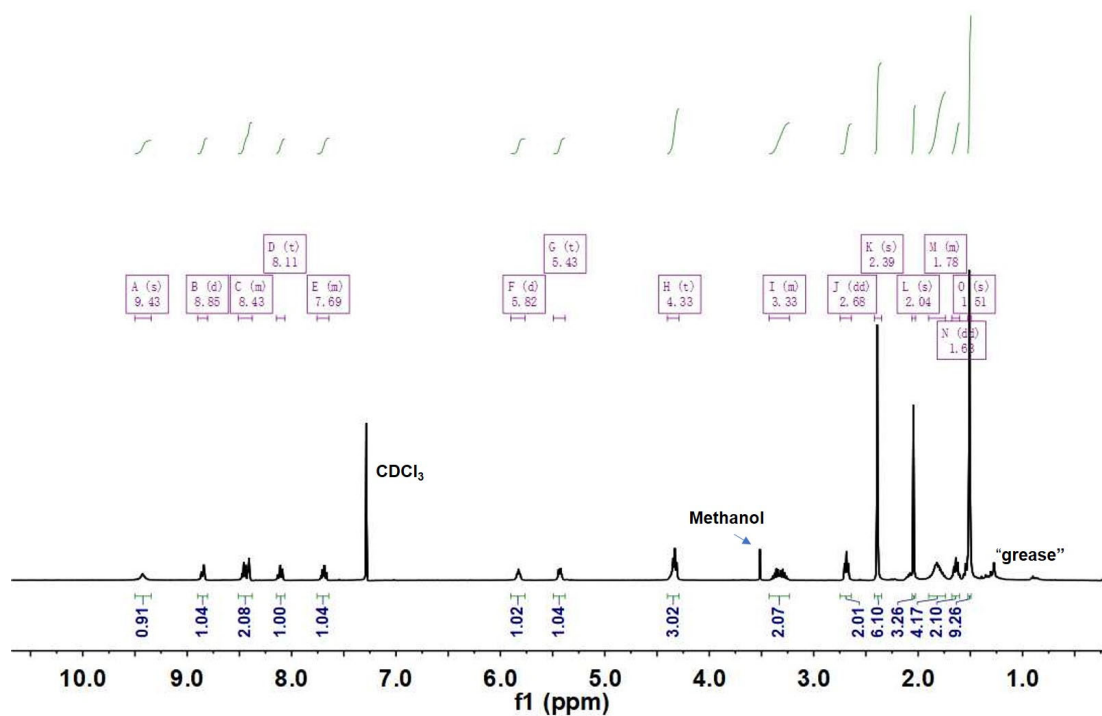 D (t)
8.11
G (t)
5.43
K (s)
2.39
M (m)
1.78
A (s)
9.43
B (d)
8.85
C (m)
8.43
E (m)
7.69
F (d)
5.82
H (t)
4.33
I (m)
3.33
J (dd)
2.68
L (s)
2.04
O (s)
1.51
N (dd)
CDCl₃
Methanol
“grease”
0.91
1.04
2.08
1.00
1.04
1.02
1.04
3.02
2.07
2.01
6.10
3.26
4.17
2.10
9.26
10.0 9.0 8.0 7.0 6.0 5.0 4.0 3.0 2.0 1.0
f1 (ppm)